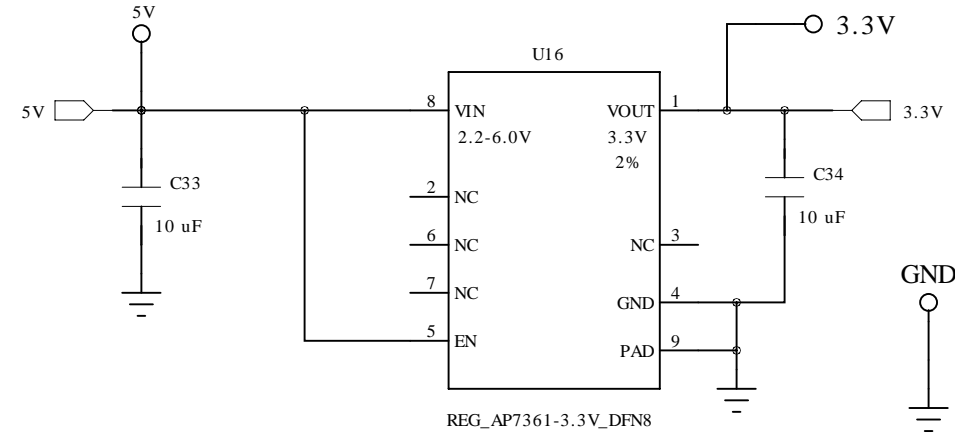 5V
3.3V
U16
5V
8
VIN
VOUT
1
3.3V
2.2-6.0V
3.3V
2%
C33
10 uF
C34
10 uF
2
NC
6
NC
NC
3
7
NC
GND
4
GND
5
EN
PAD
9
REG_AP7361-3.3V_DFN8